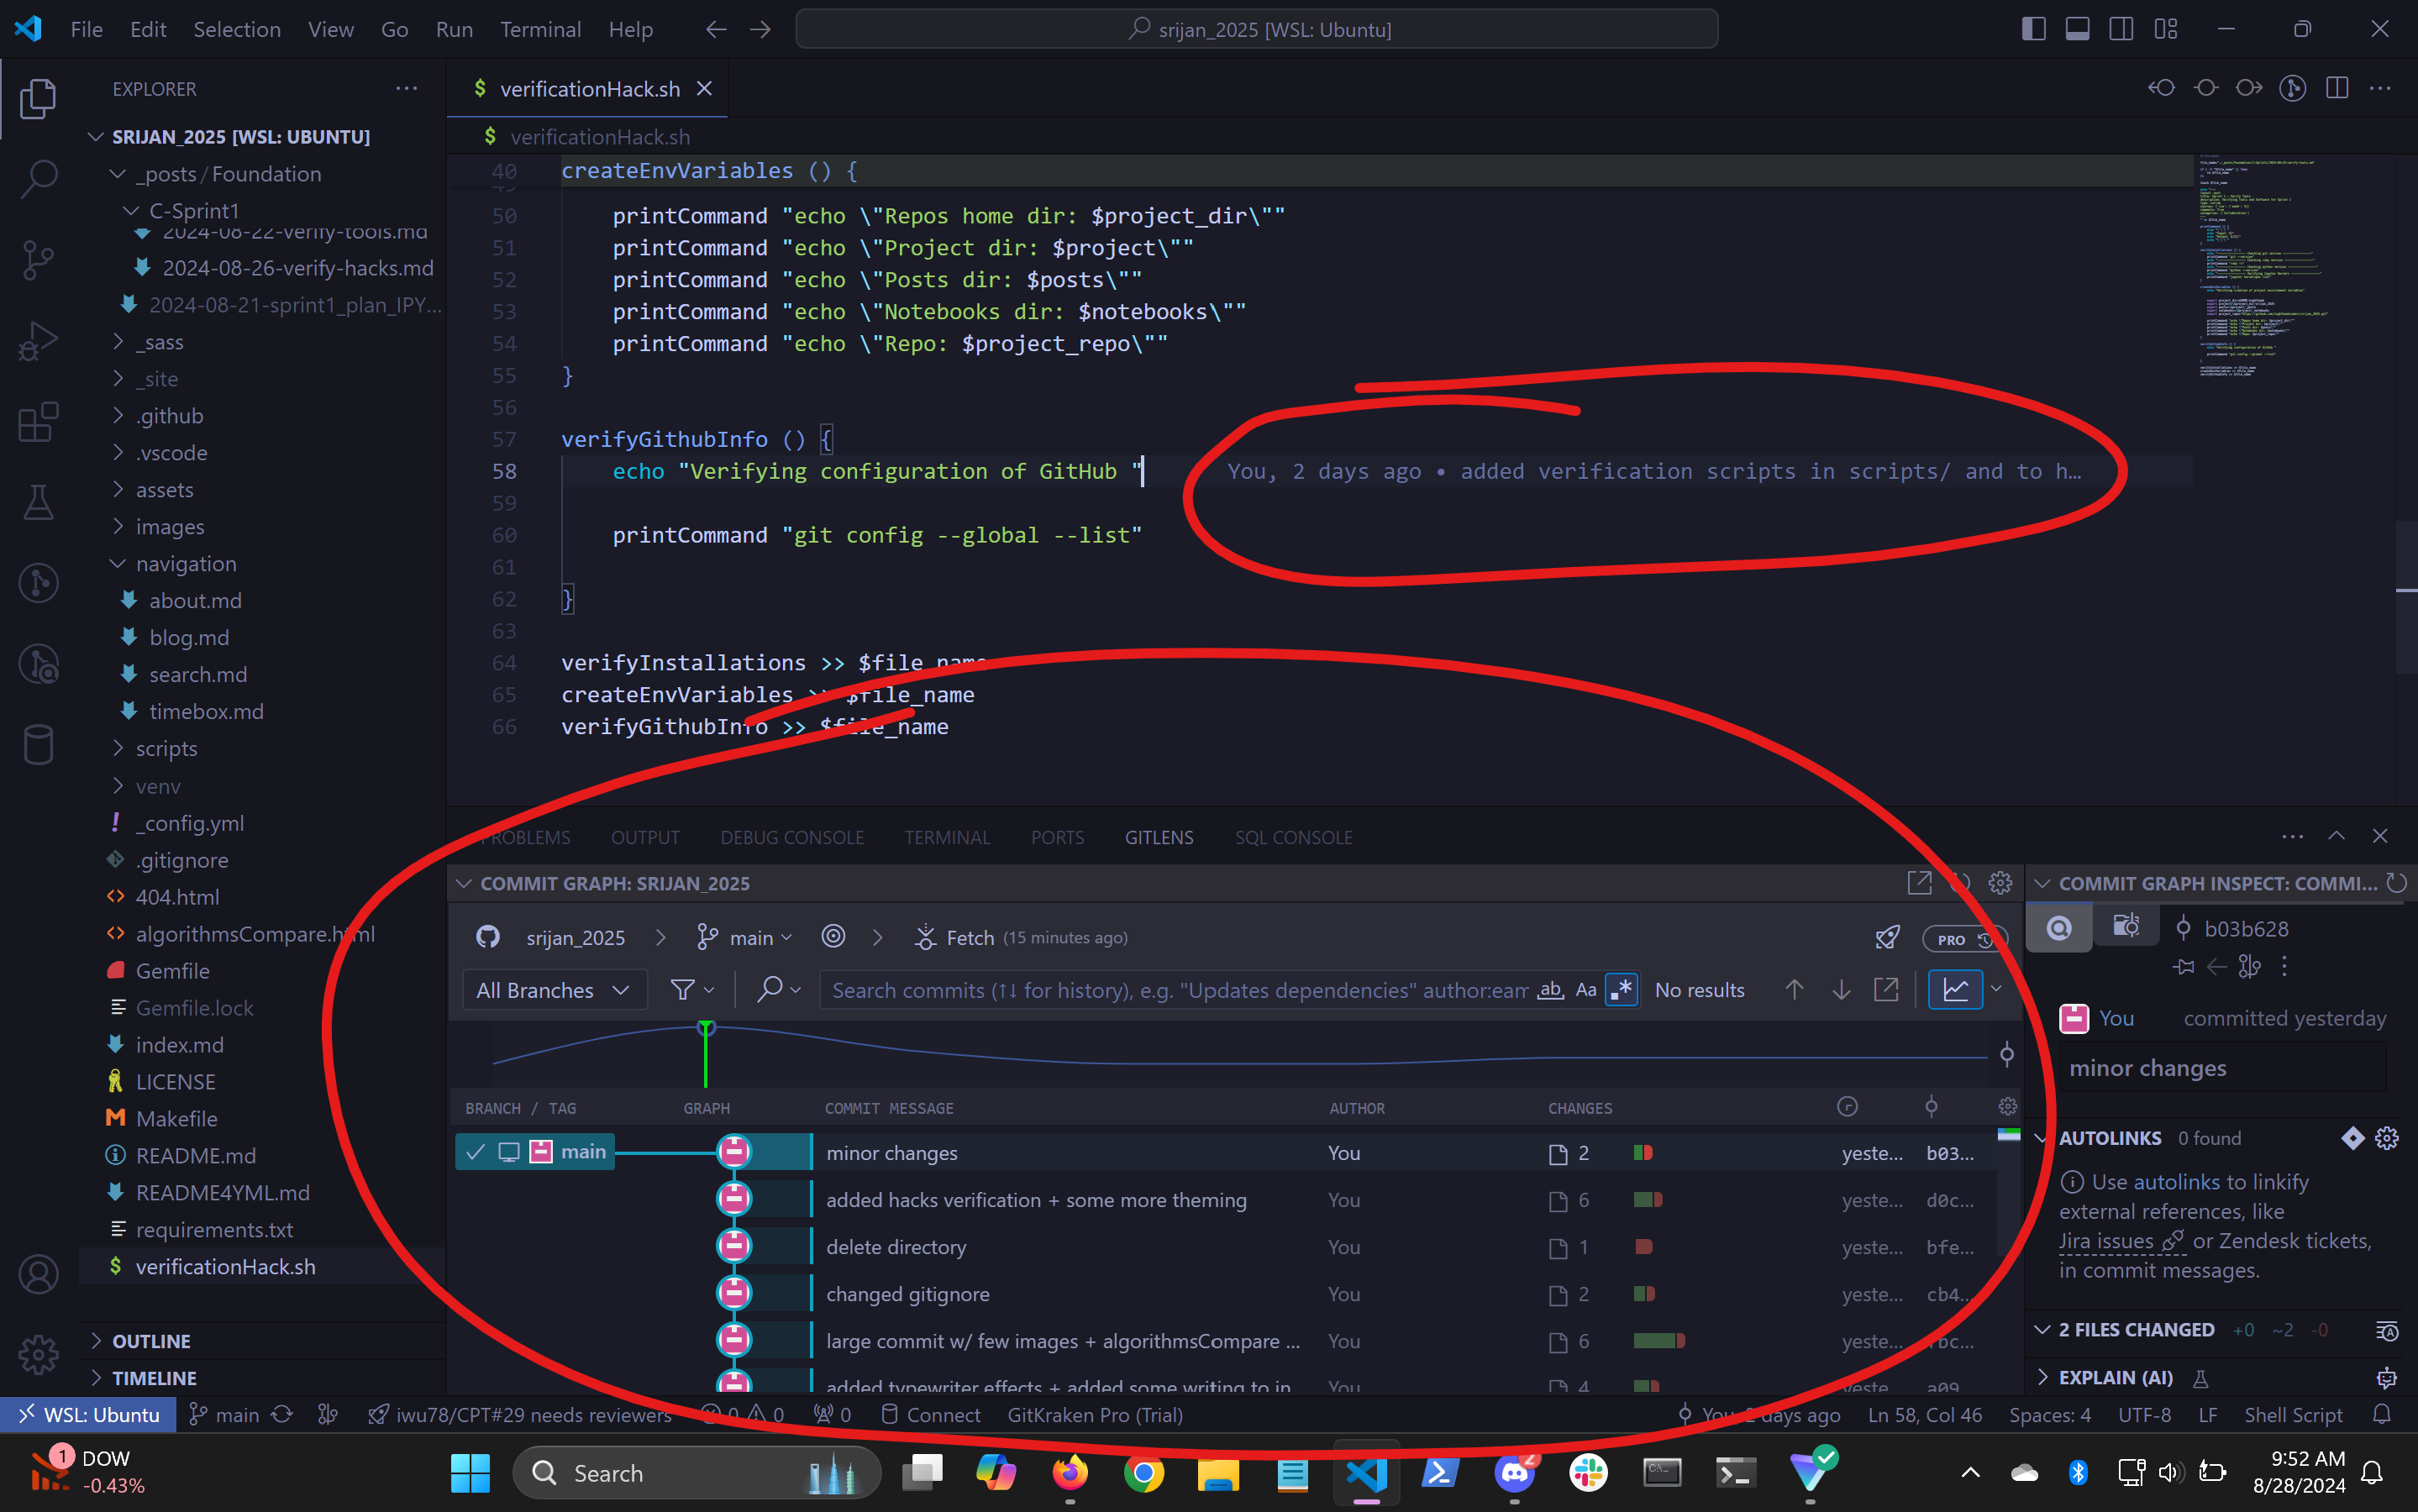 File Edit Selection View Go Run Terminal Help
srijan_2025 [WSL: Ubuntu]
EXPLORER
SRIJAN_2025 [WSL: UBUNTU]
_posts / Foundation
C-Sprint1
2024-08-22-verify-tools.md
2024-08-26-verify-hacks.md
2024-08-21-sprint1_plan_IPY...
_sass
_site
.github
.vscode
assets
images
navigation
about.md
blog.md
search.md
timebox.md
scripts
venv
_config.yml
.gitignore
404.html
algorithmsCompare.html
Gemfile
Gemfile.lock
index.md
LICENSE
Makefile
README.md
README4YML.md
requirements.txt
$ verificationHack.sh
OUTLINE
TIMELINE
$ verificationHack.sh
$ verificationHack.sh
40 createEnvVariables () {
50 printCommand "echo \"Repos home dir: $project_dir\""
51 printCommand "echo \"Project dir: $project\""
52 printCommand "echo \"Posts dir: $posts\""
53 printCommand "echo \"Notebooks dir: $notebooks\""
54 printCommand "echo \"Repo: $project_repo\""
55 }
56
57 verifyGithubInfo () {
58 echo "Verifying configuration of GitHub " You, 2 days ago • added verification scripts in scripts/ and to h…
59
60 printCommand "git config --global --list"
61
62 }
63
64 verifyInstallations >> $file_name
65 createEnvVariables >> $file_name
66 verifyGithubInfo >> $file_name
PROBLEMS OUTPUT DEBUG CONSOLE TERMINAL PORTS GITLENS SQL CONSOLE
COMMIT GRAPH: SRIJAN_2025
srijan_2025 main Fetch (15 minutes ago) PRO
All Branches Search commits (↑↓ for history), e.g. "Updates dependencies" author:eam ab Aa .* No results
BRANCH / TAG GRAPH COMMIT MESSAGE AUTHOR CHANGES
main minor changes You 2 yeste... b03...
added hacks verification + some more theming You 6 yeste... d0c...
delete directory You 1 yeste... bfe...
changed gitignore You 2 yeste... cb4...
large commit w/ few images + algorithmsCompare ... You 6 yeste...
added typewriter effects + added some writing to in You 4 yeste a09
COMMIT GRAPH INSPECT: COMMI...
b03b628
You committed yesterday
minor changes
AUTOLINKS 0 found
Use autolinks to linkify
external references, like
Jira issues or Zendesk tickets,
in commit messages.
2 FILES CHANGED +0 ~2 -0
EXPLAIN (AI)
WSL: Ubuntu main iwu78/CPT#29 needs reviewers 0 0 0 Connect GitKraken Pro (Trial) You, 2 days ago Ln 58, Col 46 Spaces: 4 UTF-8 LF Shell Script
1 DOW
-0.43%
Search
2
9:52 AM
8/28/2024